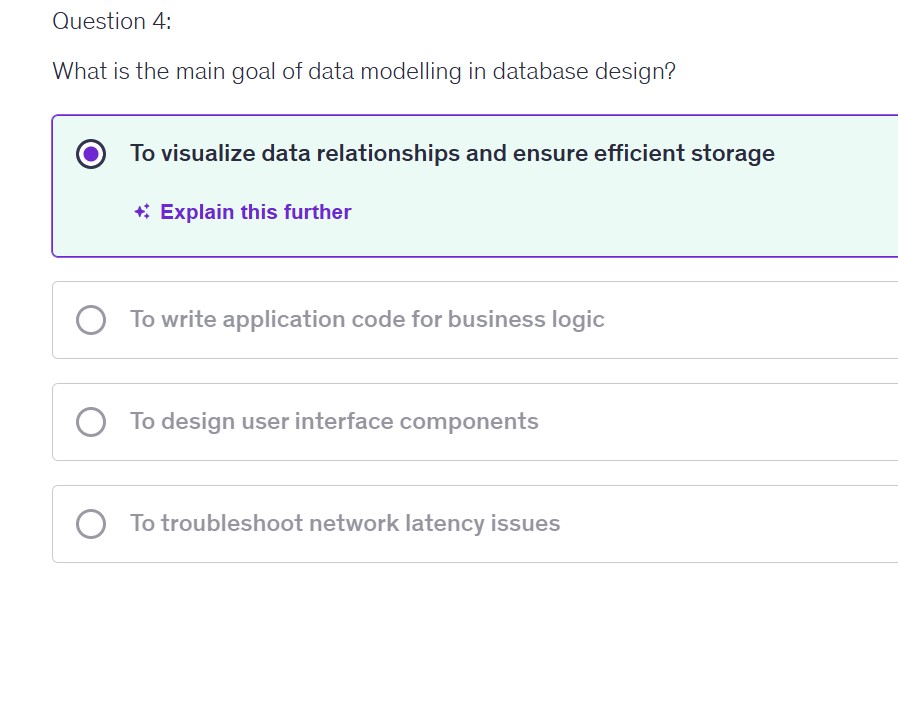 Question 4:
What is the main goal of data modelling in database design?
To visualize data relationships and ensure efficient storage
Explain this further
To write application code for business logic
To design user interface components
To troubleshoot network latency issues